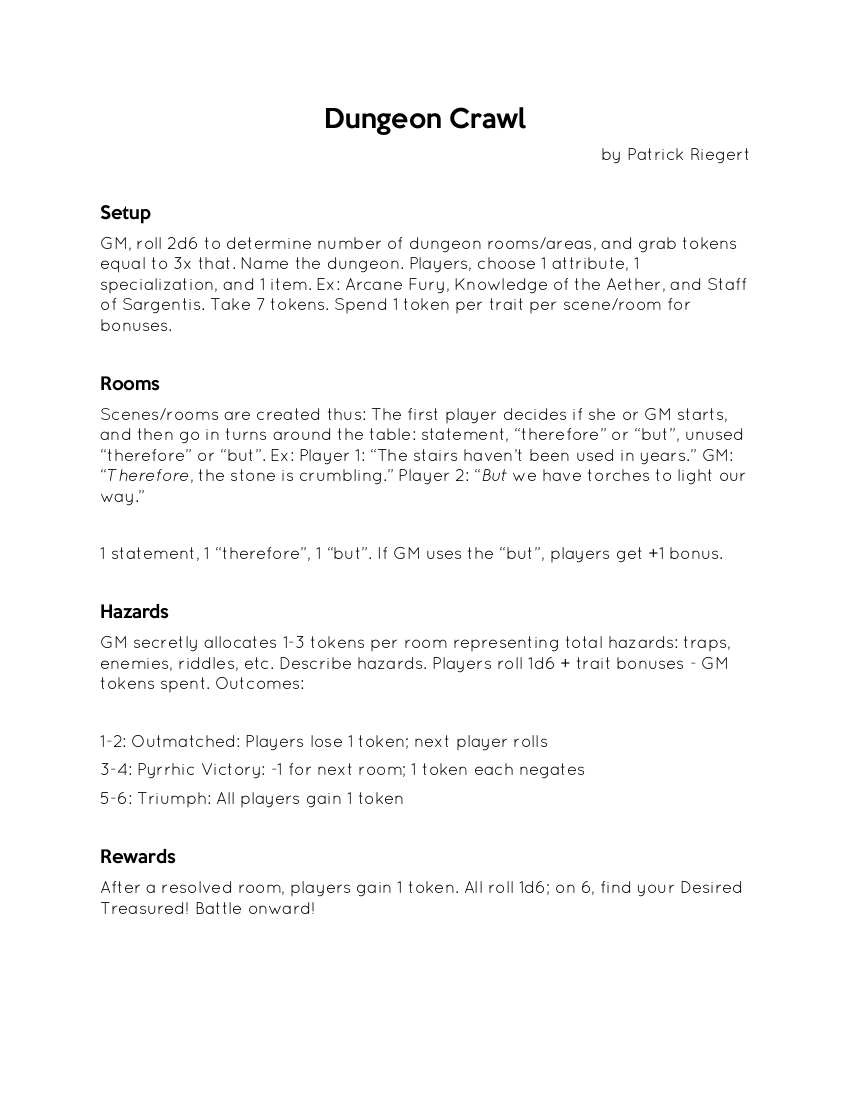 Dungeon Crawl
by Patrick Riegert
Setup
GM, roll 2d6 to determine number of dungeon rooms/areas, and grab tokens
equal to 3x that. Name the dungeon. Players, choose 1 attribute, 1
specialization, and 1 item. Ex: Arcane Fury, Knowledge of the Aether, and Staff
of Sargentis. Take 7 tokens. Spend 1 token per trait per scene/room for
bonuses.
Rooms
Scenes/rooms are created thus: The first player decides if she or GM starts,
and then go in turns around the table: statement, “therefore” or “but”, unused
“therefore” or “but”. Ex: Player 1: “The stairs haven’t been used in years.” GM:
“Therefore, the stone is crumbling.” Player 2: “But we have torches to light our
way.”
1 statement, 1 “therefore”, 1 “but”. If GM uses the “but”, players get +1 bonus.
Hazards
GM secretly allocates 1-3 tokens per room representing total hazards: traps,
enemies, riddles, etc. Describe hazards. Players roll 1d6 + trait bonuses - GM
tokens spent. Outcomes:
1-2: Outmatched: Players lose 1 token; next player rolls
3-4: Pyrrhic Victory: -1 for next room; 1 token each negates
5-6: Triumph: All players gain 1 token
Rewards
After a resolved room, players gain 1 token. All roll 1d6; on 6, find your Desired
Treasured! Battle onward!